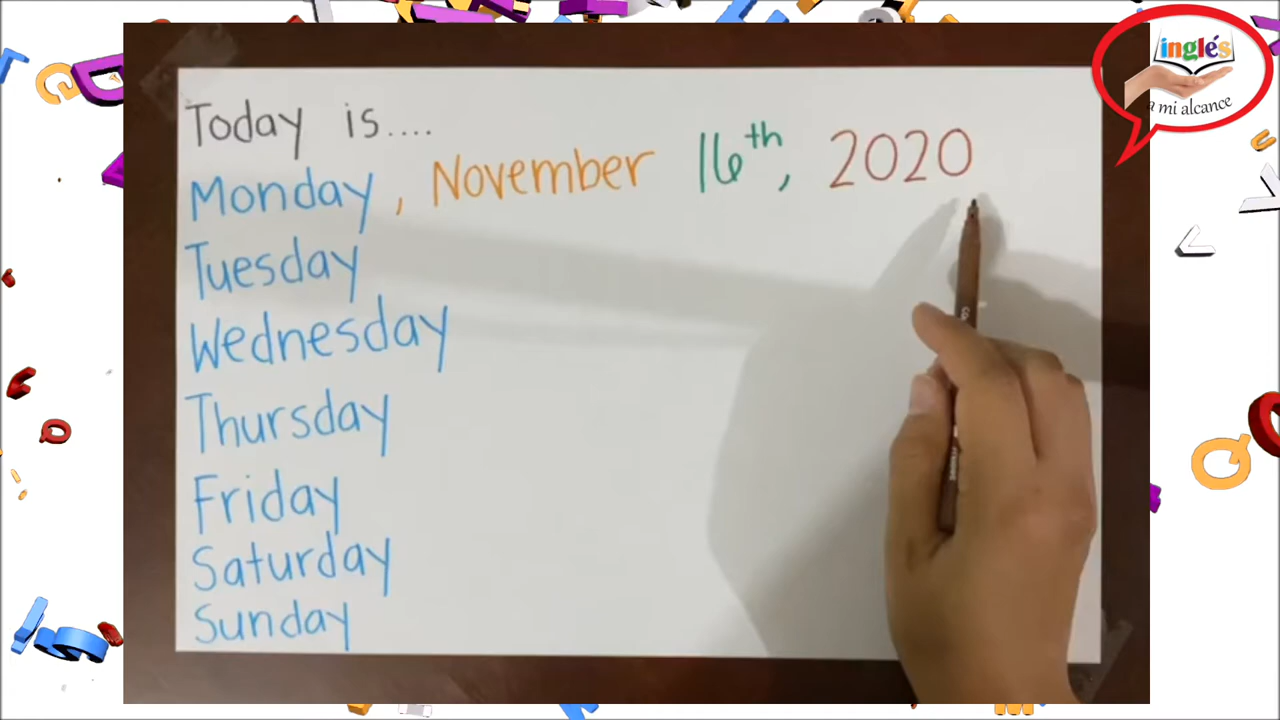 Today is....
Monday, November 16th, 2020
Tuesday
Wednesday
Thursday
Friday
Saturday
Sunday
inglés
a mi alcance